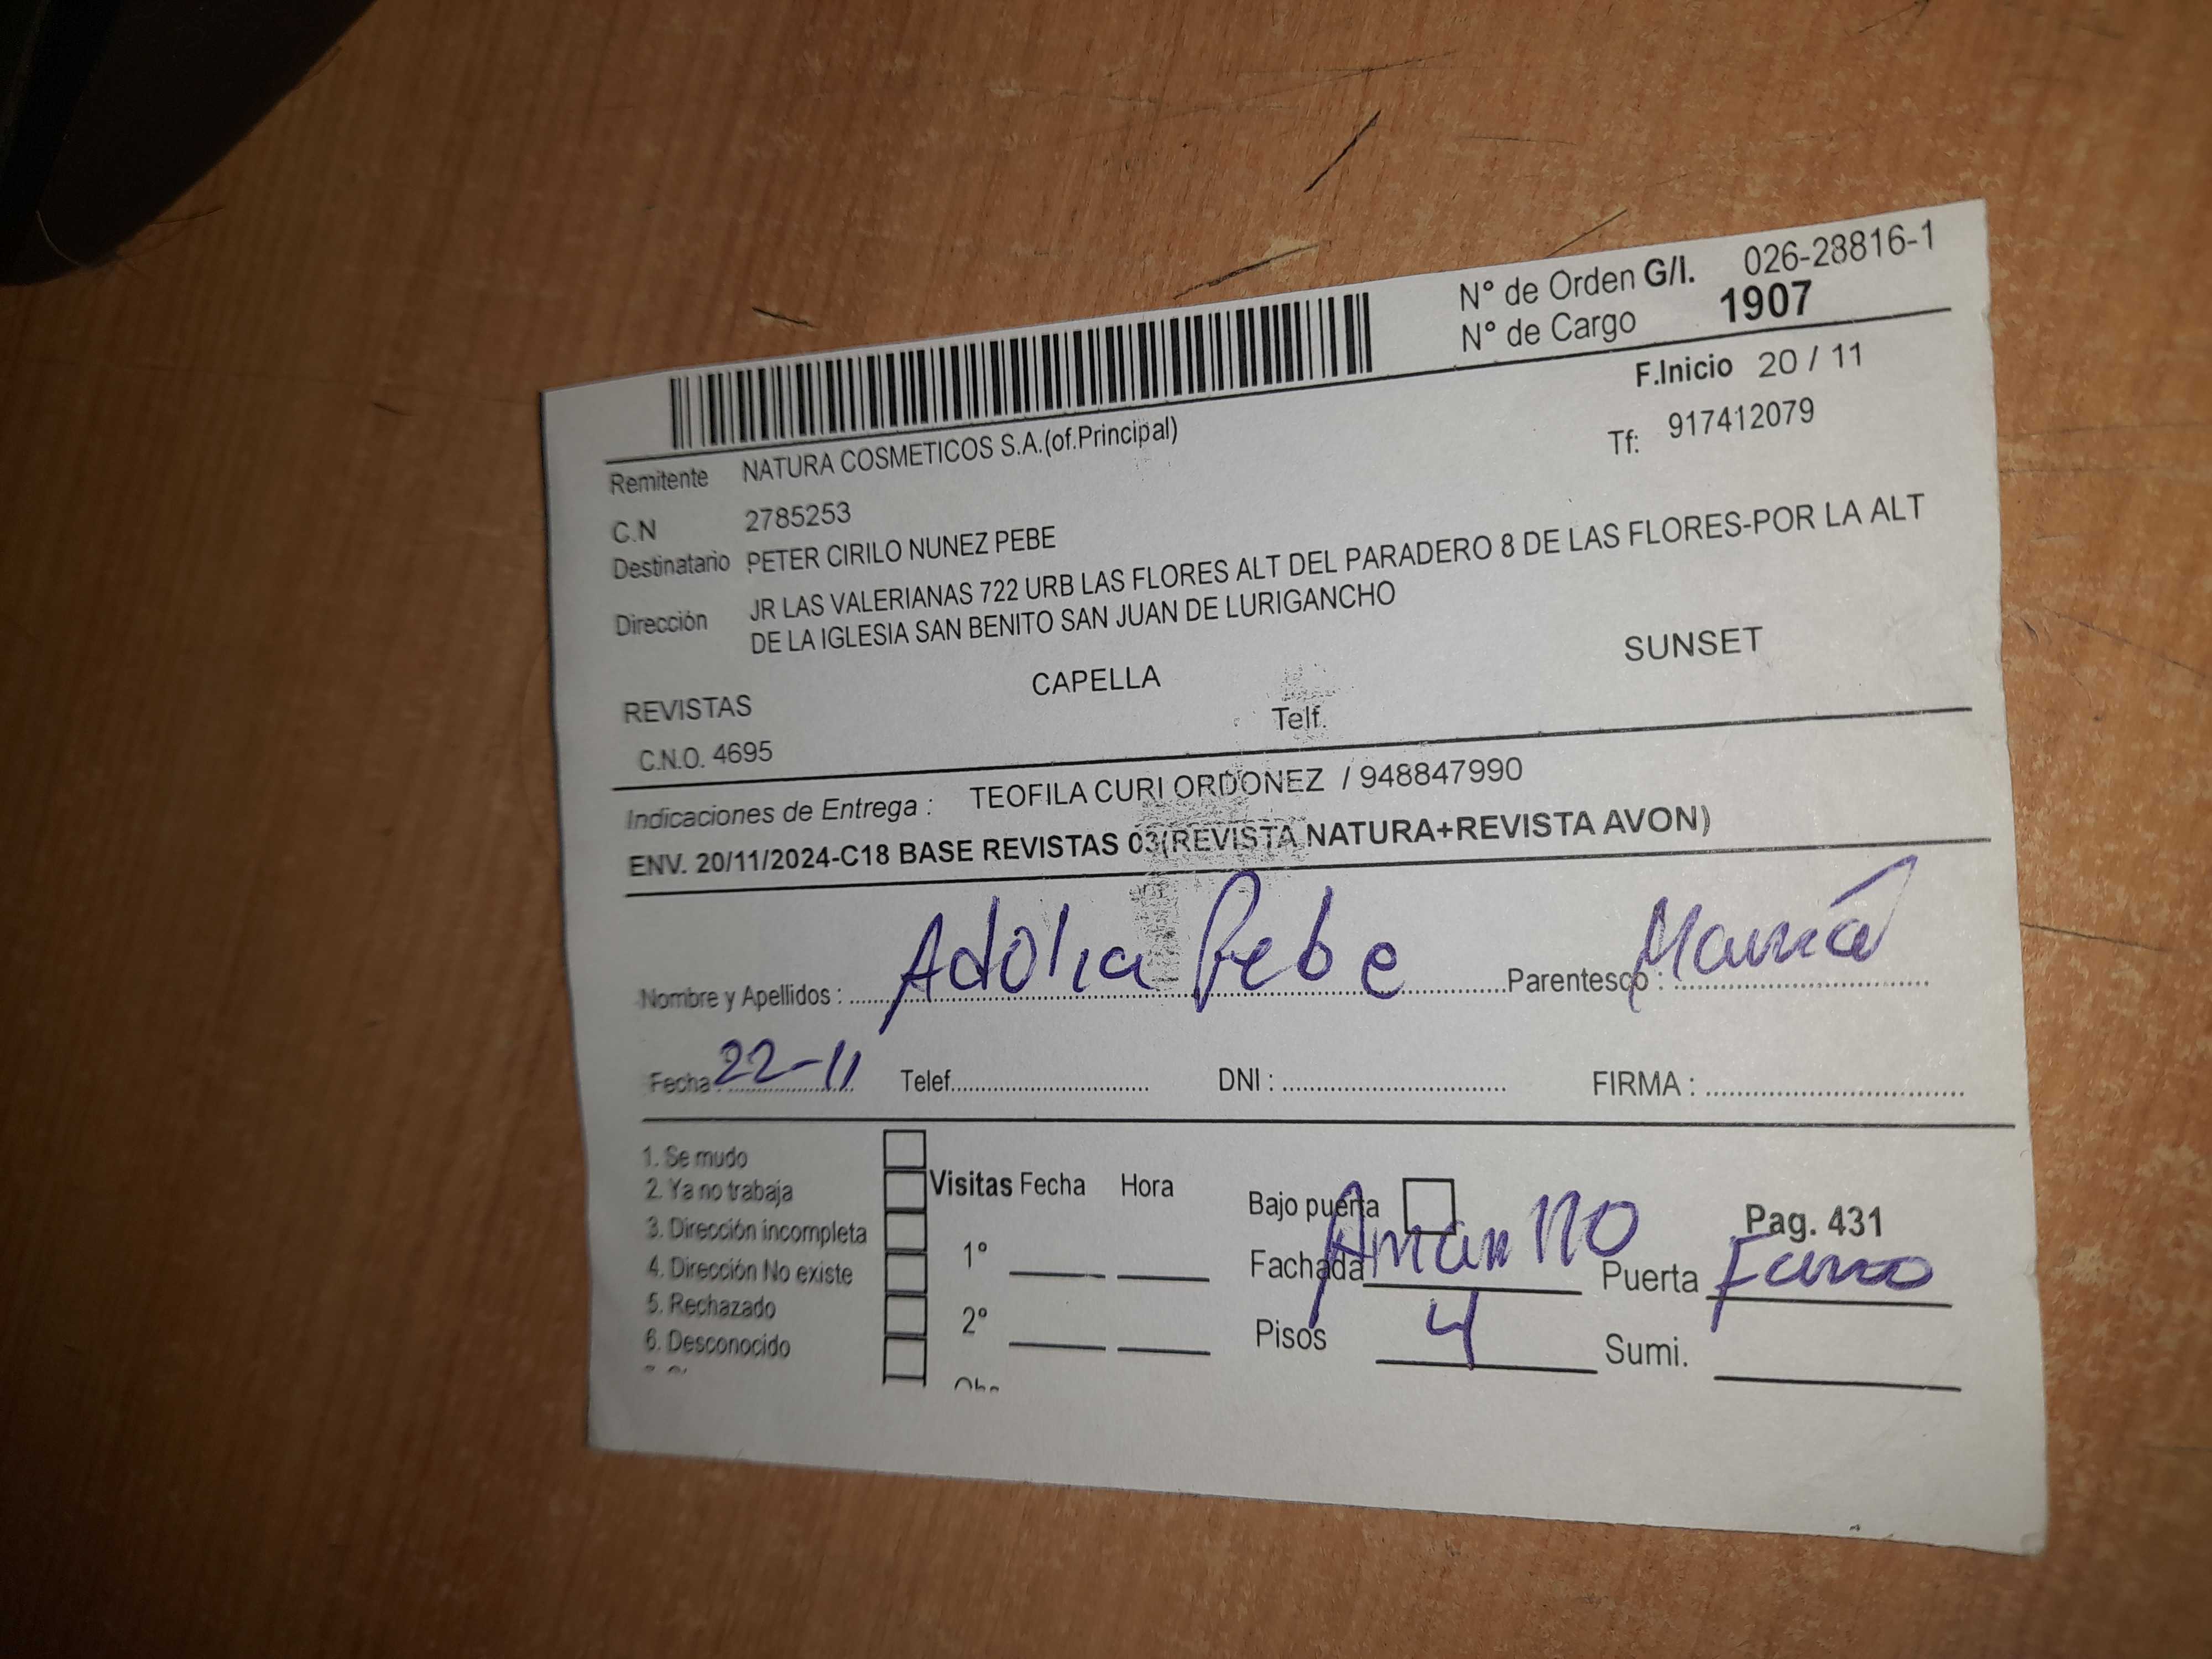 N° de Orden G/I. 026-28816-1
N° de Cargo 1907
F.Inicio 20 / 11
Remitente NATURA COSMETICOS S.A.(of.Principal)
Tf: 917412079
C.N 2785253
Destinatario PETER CIRILO NUNEZ PEBE
Dirección JR LAS VALERIANAS 722 URB LAS FLORES ALT DEL PARADERO 8 DE LAS FLORES-POR LA ALT
DE LA IGLESIA SAN BENITO SAN JUAN DE LURIGANCHO
REVISTAS CAPELLA SUNSET
C.N.O. 4695 Telf.
Indicaciones de Entrega : TEOFILA CURI ORDONEZ / 948847990
ENV. 20/11/2024-C18 BASE REVISTAS 03(REVISTA NATURA+REVISTA AVON)
Nombre y Apellidos : Adolia Pebe Parentesco : Mamá
Fecha : 22-11 Telef. DNI : FIRMA :
1. Se mudo
2. Ya no trabaja
3. Dirección incompleta
4. Dirección No existe
5. Rechazado
6. Desconocido
Visitas Fecha Hora
1°
2°
Bajo puerta Pag. 431
Fachada Amarillo Puerta
Pisos 4 Sumi.